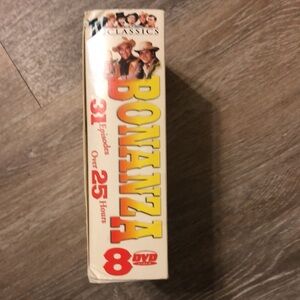 TV CLASSICS
BONANZA
31 Episodes Over 25 Hours
8
DVD